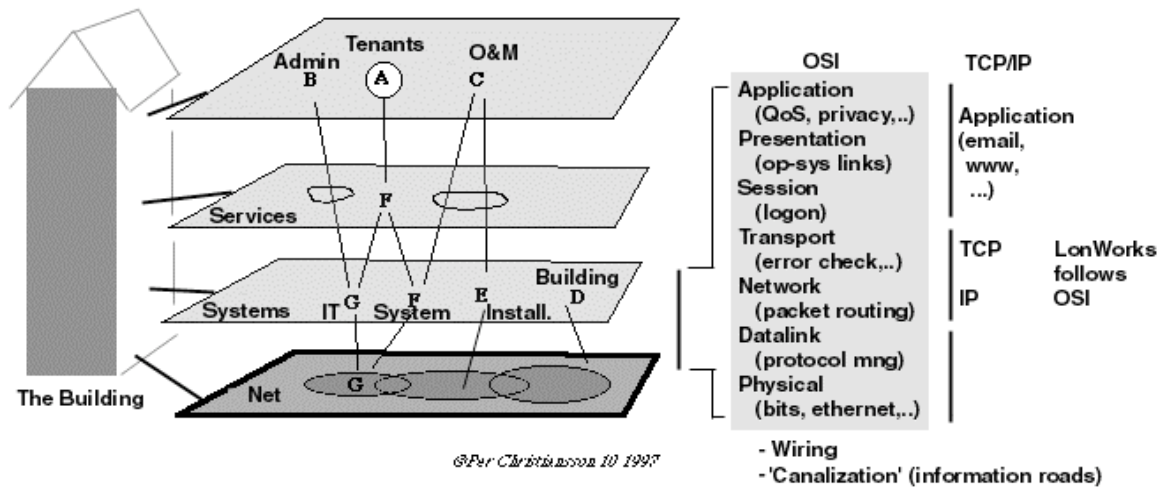 Tenants
Admin
O&M
B
A
C
F
Services
Building
G
F
E
D
Systems
IT
System
Install.
G
Net
The Building
@Per Christiansson 10 1997
OSI
Application
(QoS, privacy,..)
Presentation
(op-sys links)
Session
(logon)
Transport
(error check,..)
Network
(packet routing)
Datalink
(protocol mng)
Physical
(bits, ethernet,..)
- Wiring
-'Canalization' (information roads)
TCP/IP
Application
(email,
www,
...)
TCP
IP
LonWorks
follows
OSI